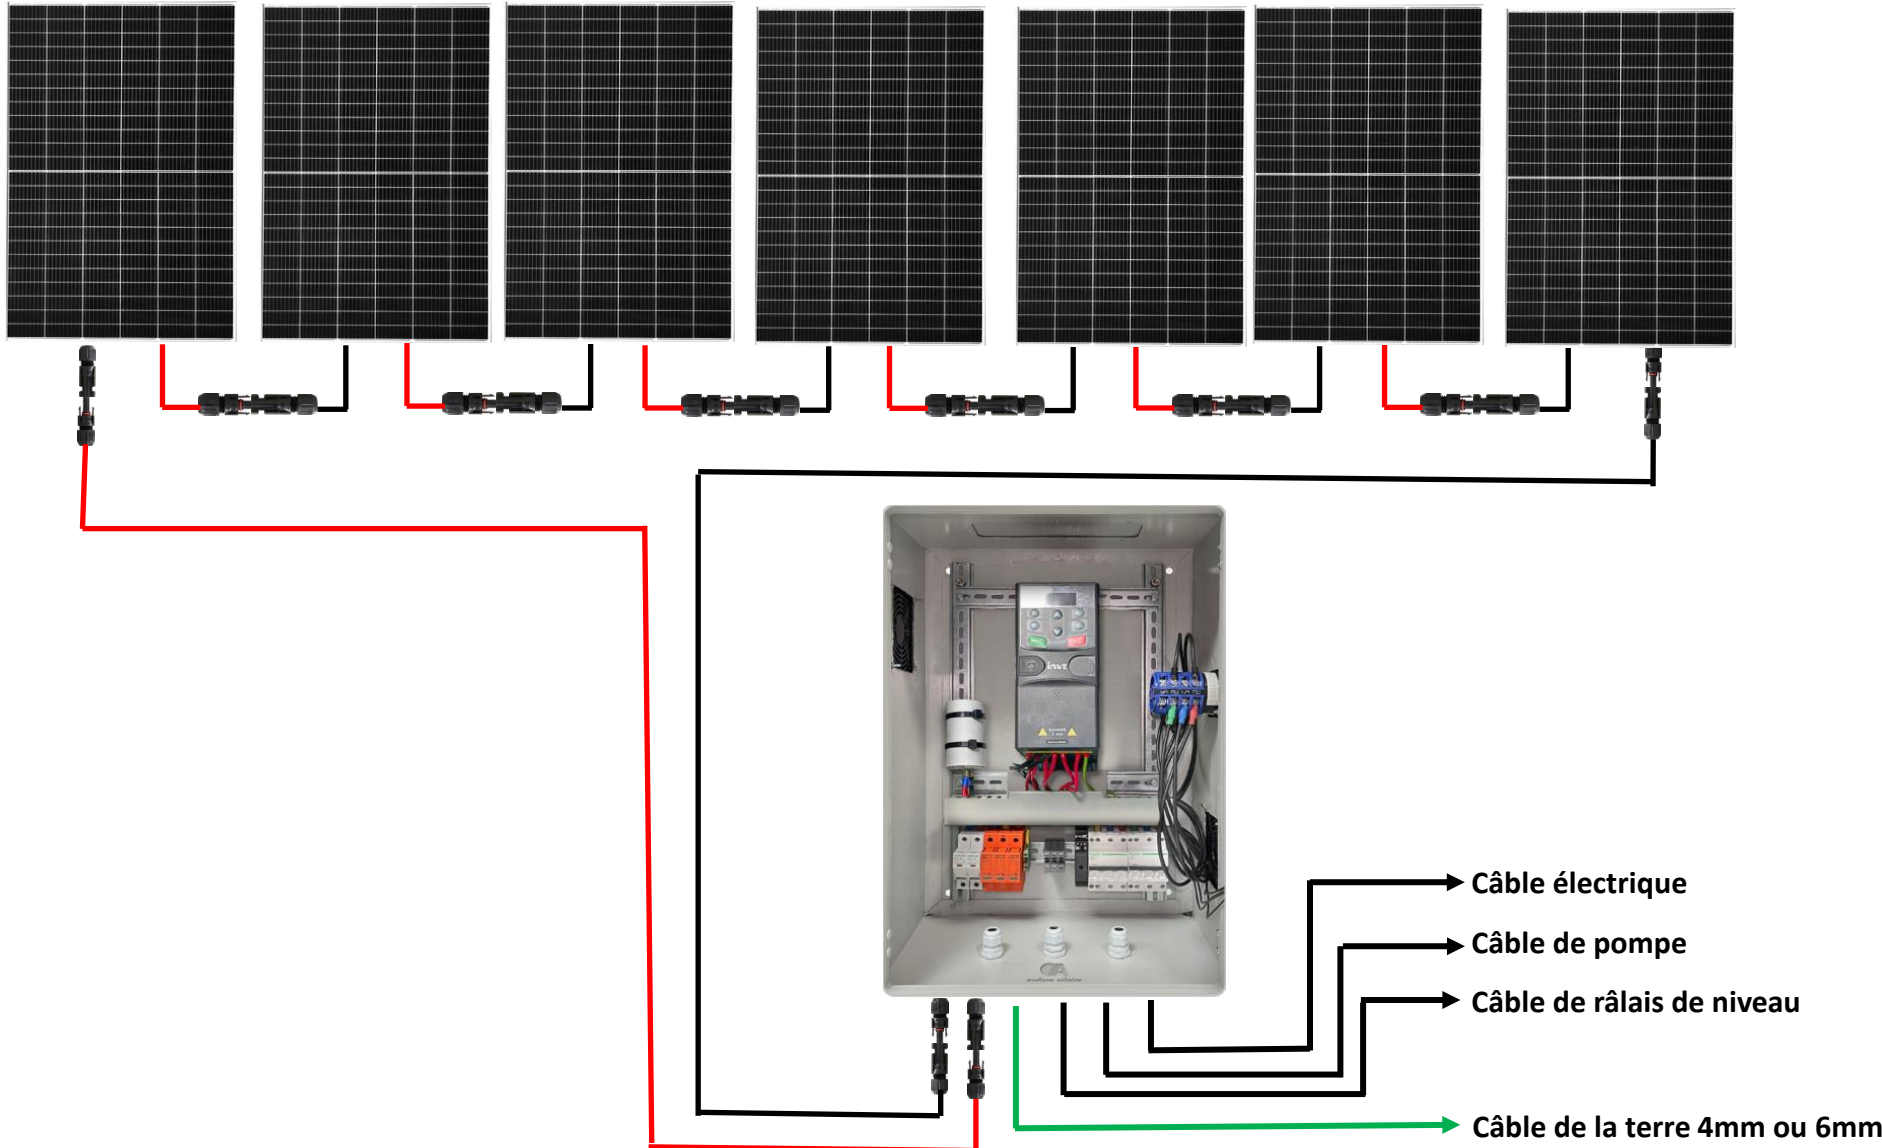 invt
Câble électrique
Câble de pompe
Câble de râlais de niveau
Câble de la terre 4mm ou 6mm